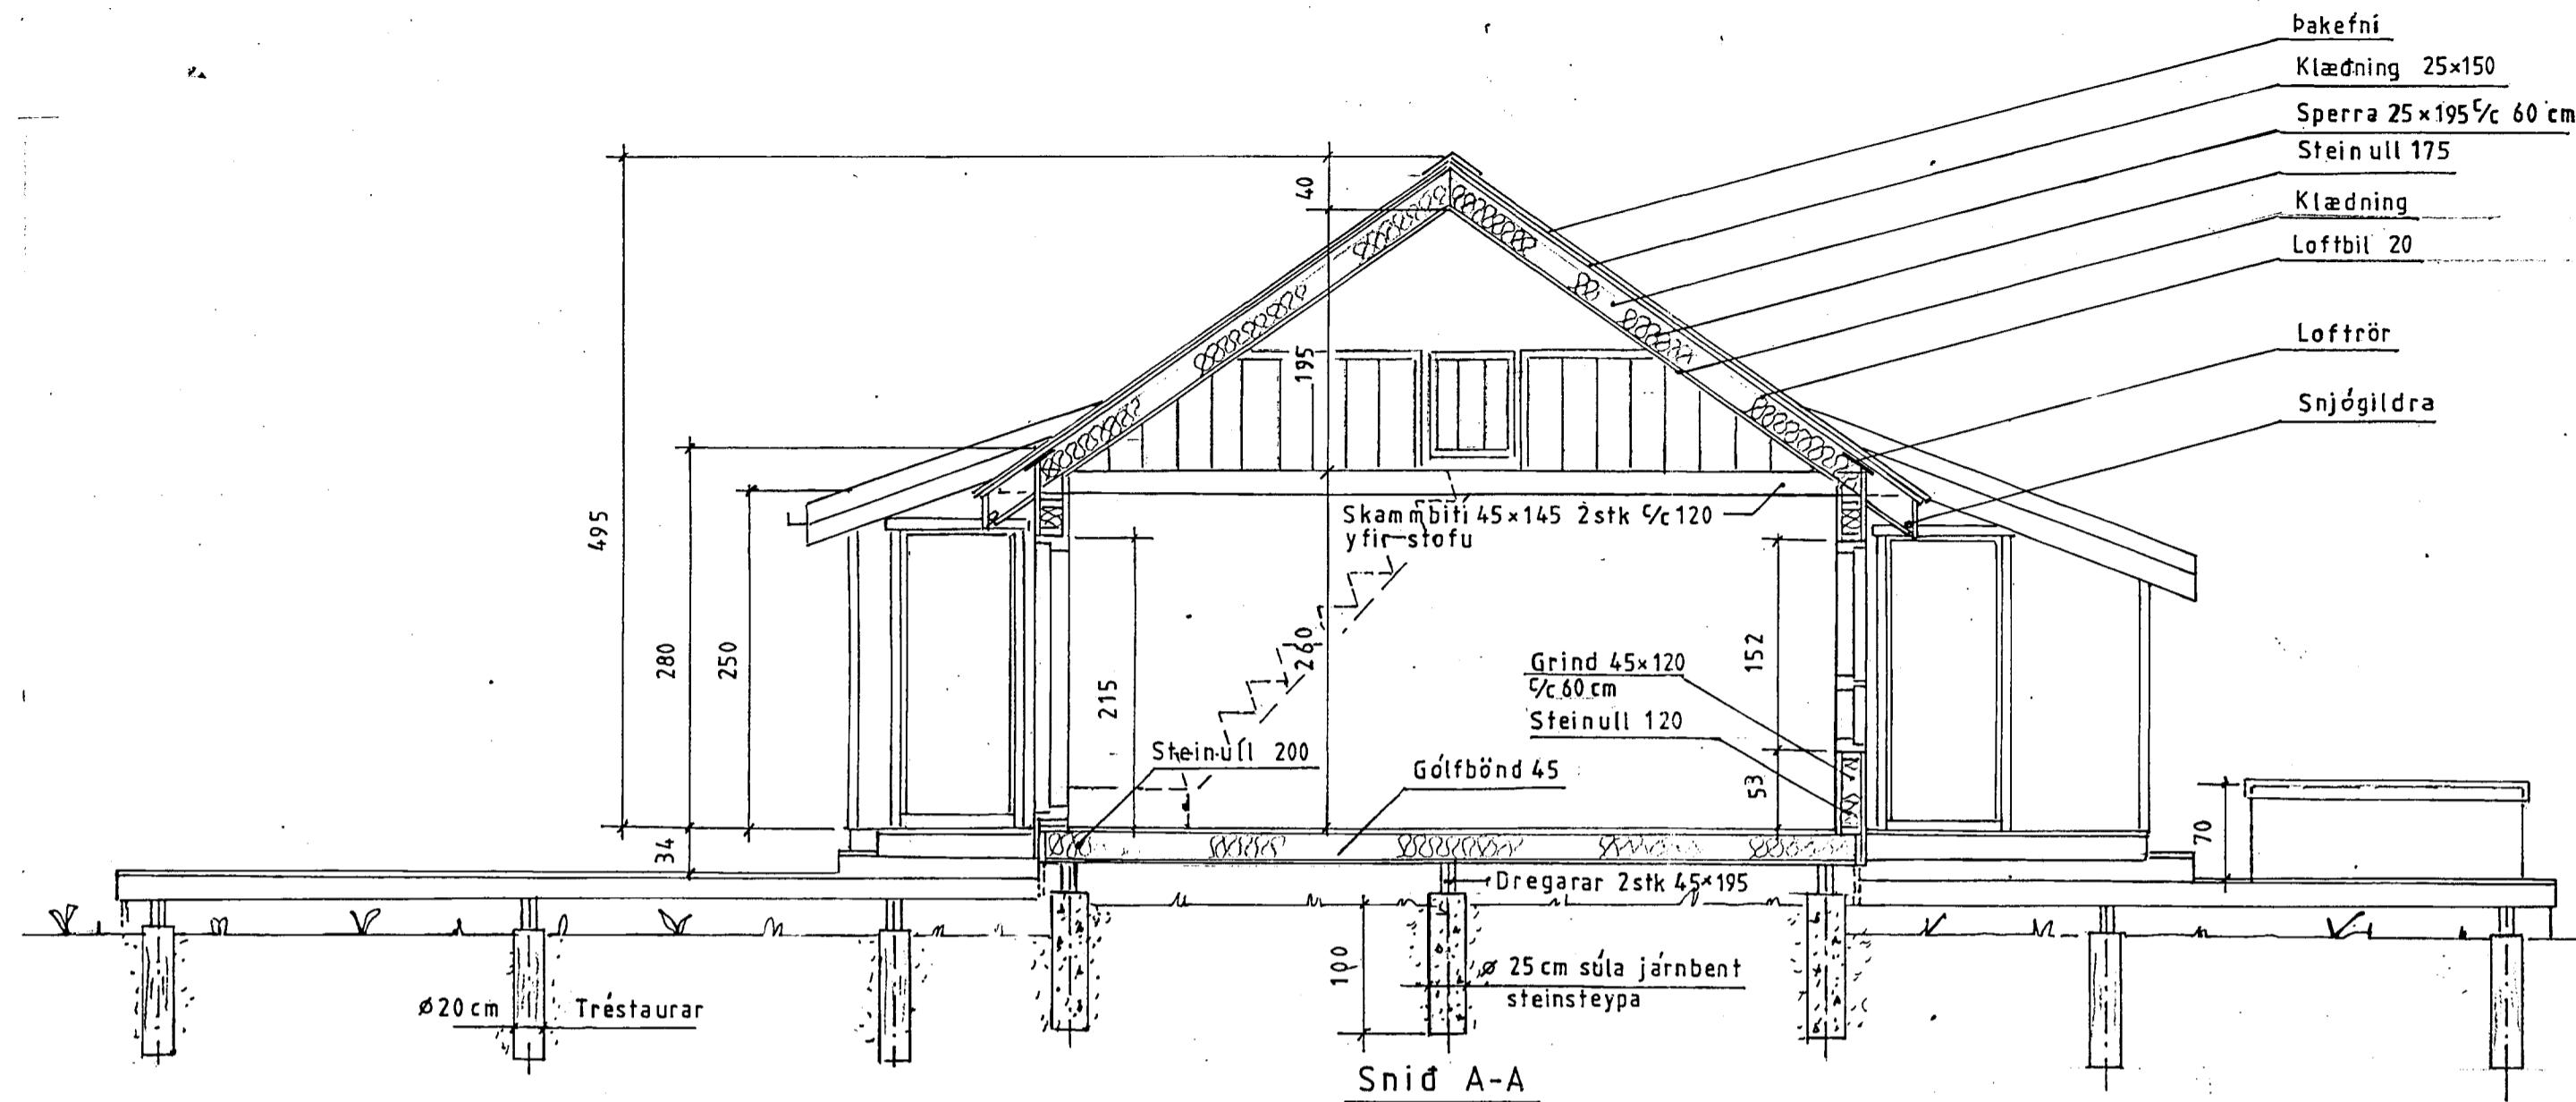 Þakefni
Klæðning 25×150
Sperra 25×195 c/c 60 cm
Steinull 175
Klæðning
Loftbil 20
Loftrör
Snjógildra
40
195
495
280
250
Skammbiti 45×145 2stk c/c 120
yfir stofu
260
215
152
Grind 45×120
c/c 60 cm
Steinull 120
Steinull 200
Gólfbönd 45
53
34
70
Dregarar 2stk 45×195
100
ø 25 cm súla járnbent
steinsteypa
ø20 cm Tréstaurar
Snið A-A